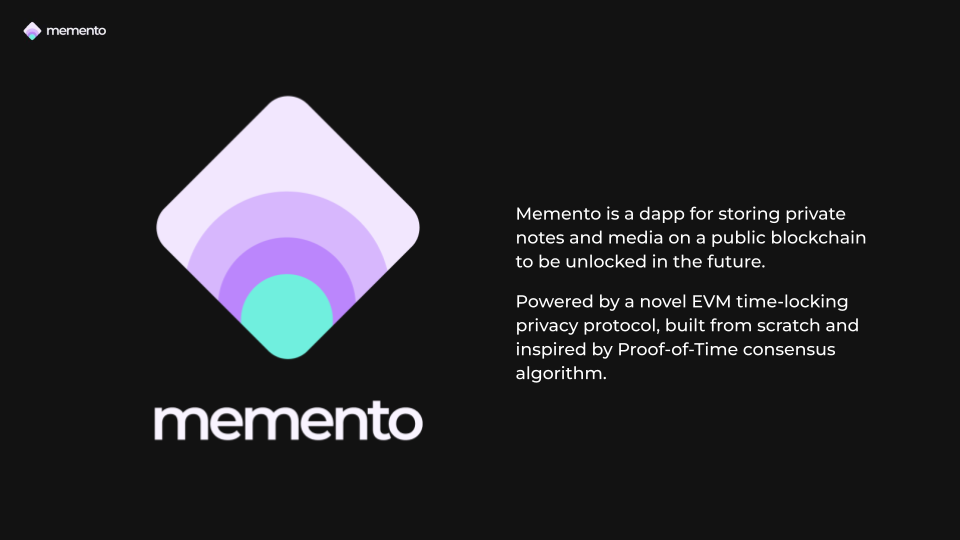 memento
memento
Memento is a dapp for storing private
notes and media on a public blockchain
to be unlocked in the future.
Powered by a novel EVM time-locking
privacy protocol, built from scratch and
inspired by Proof-of-Time consensus
algorithm.